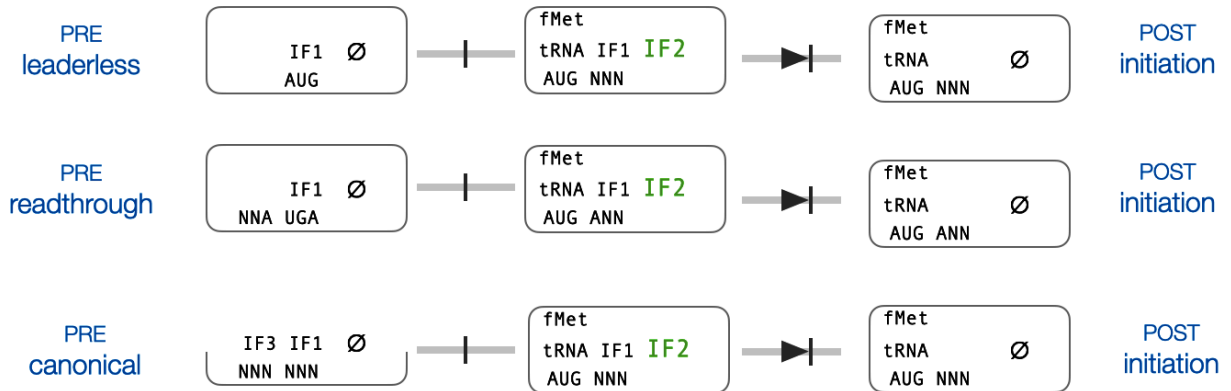 PRE
leaderless
IF1 Ø
AUG
fMet
tRNA IF1 IF2
AUG NNN
fMet
tRNA Ø
AUG NNN
POST
initiation
PRE
readthrough
IF1 Ø
NNA UGA
fMet
tRNA IF1 IF2
AUG ANN
fMet
tRNA Ø
AUG ANN
POST
initiation
PRE
canonical
IF3 IF1 Ø
NNN NNN
fMet
tRNA IF1 IF2
AUG NNN
fMet
tRNA Ø
AUG NNN
POST
initiation